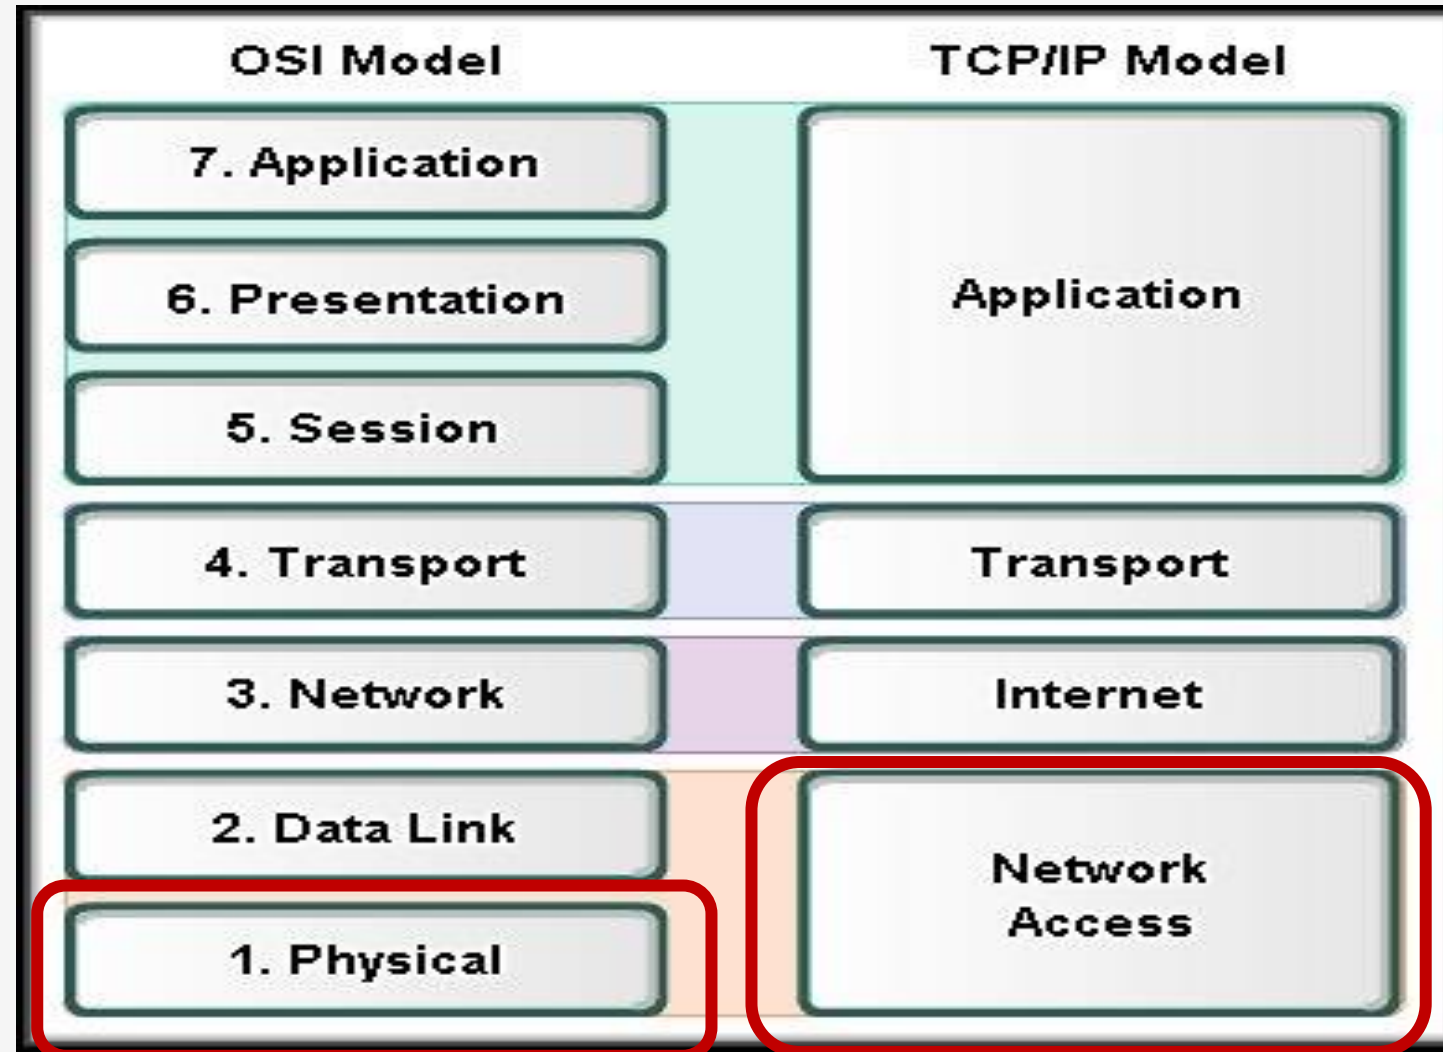 OSI Model
TCP/IP Model
7. Application
6. Presentation
5. Session
4. Transport
3. Network
2. Data Link
1. Physical
Application
Transport
Internet
Network
Access